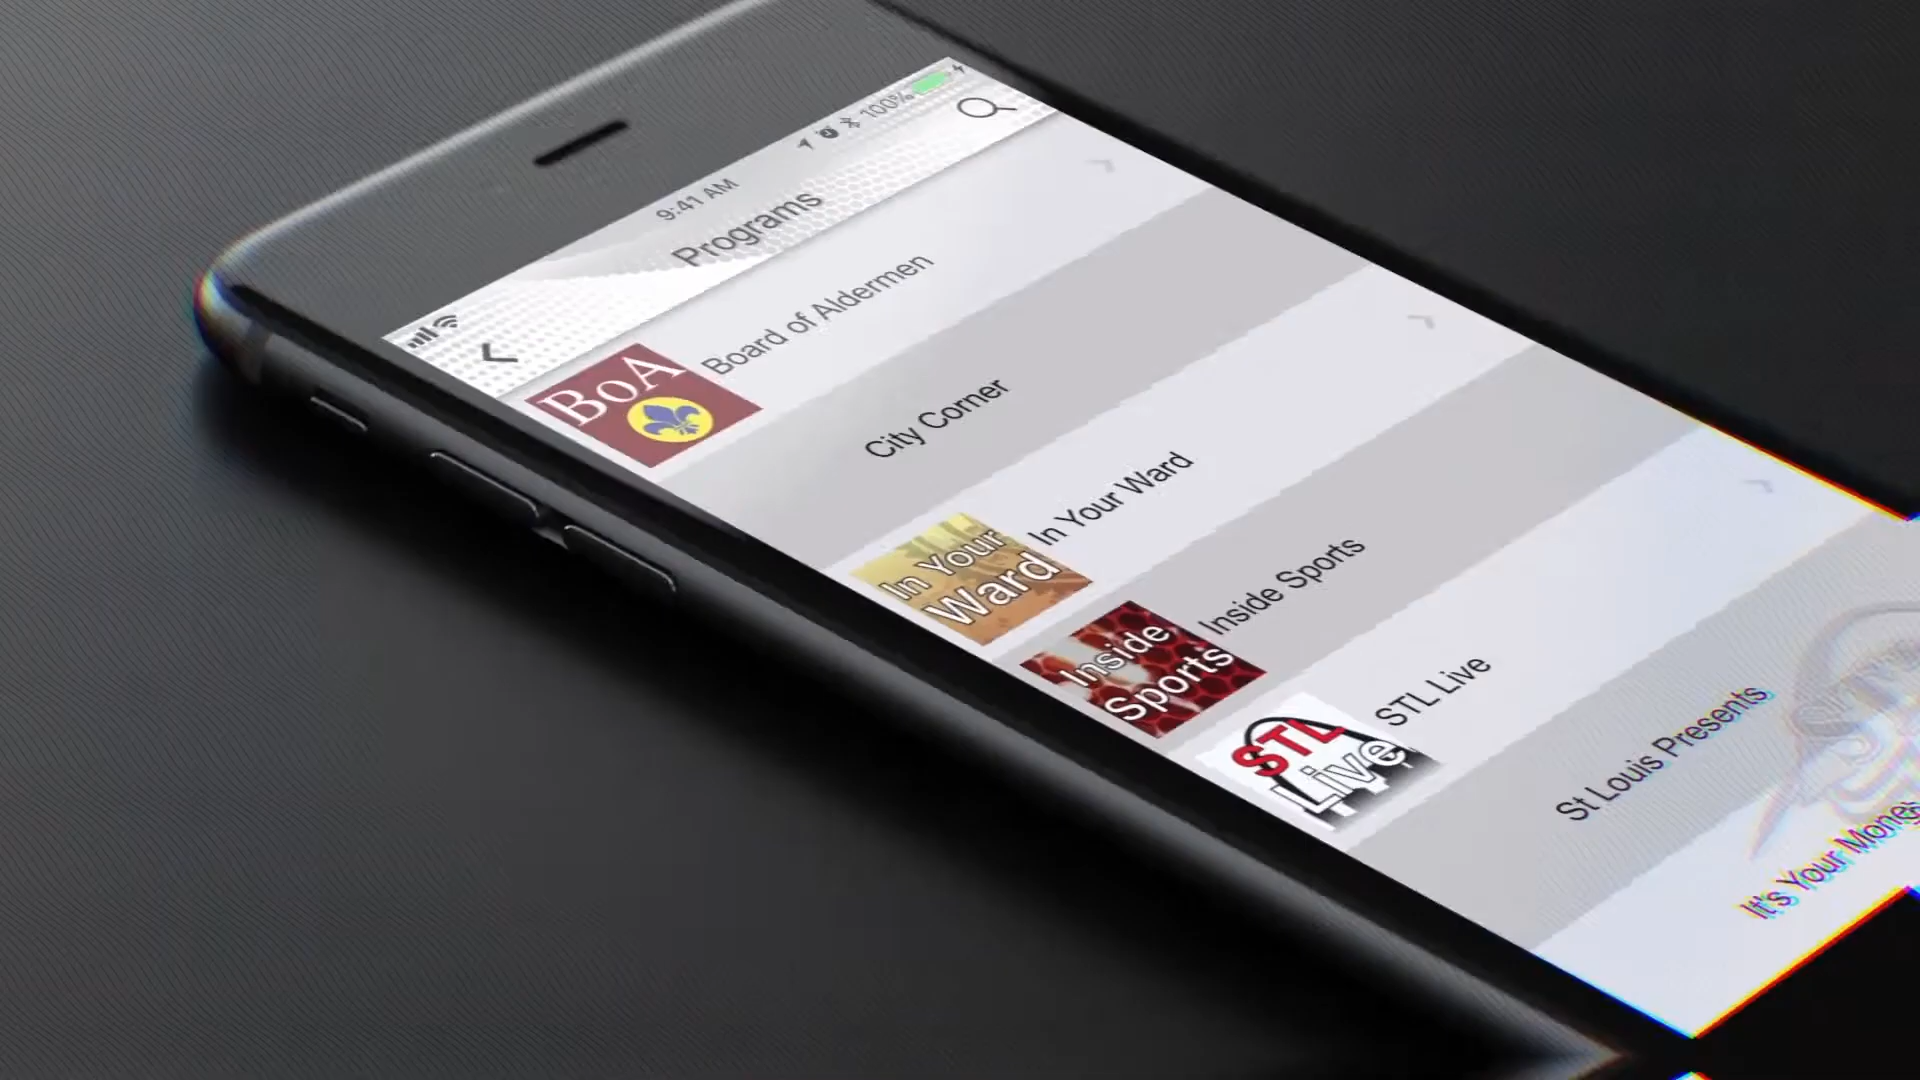 9:41 AM
100%
Programs
BoA
Board of Aldermen
City Corner
In Your
Ward
In Your Ward
Inside
Sports
Inside Sports
STL
Live
STL Live
St Louis Presents
It's Your Money